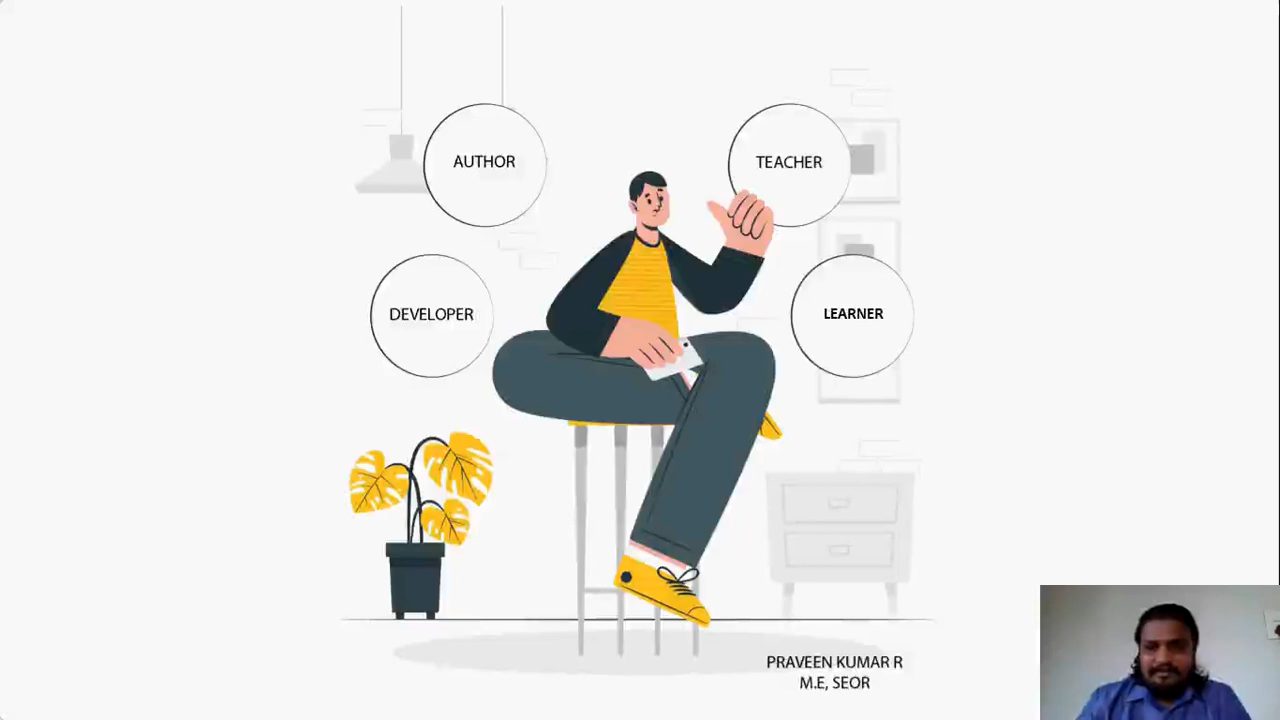 AUTHOR
TEACHER
DEVELOPER
LEARNER
PRAVEEN KUMAR R
M.E, SEOR